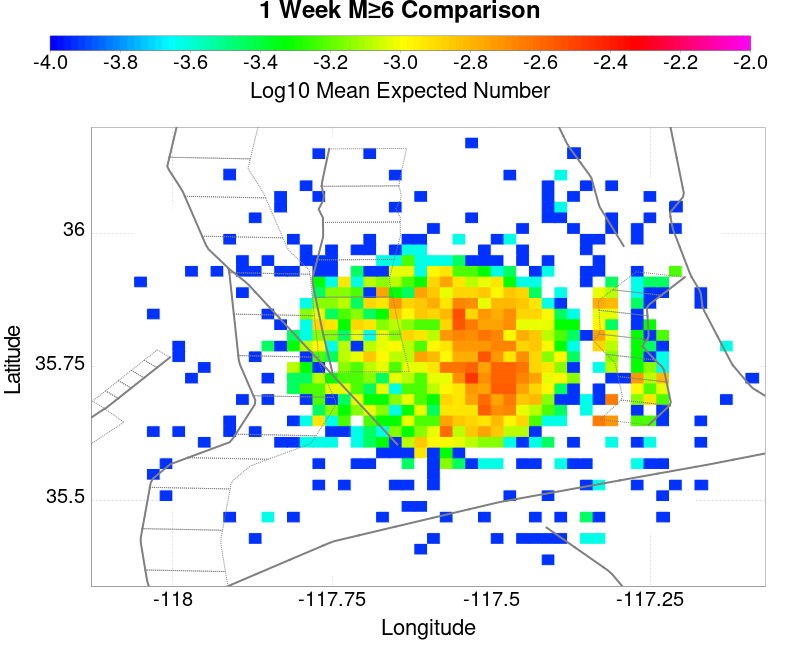 1 Week M≥6 Comparison
-4.0 -3.8 -3.6 -3.4 -3.2 -3.0 -2.8 -2.6 -2.4 -2.2 -2.0
Log10 Mean Expected Number
36
35.75
35.5
Latitude
-118 -117.75 -117.5 -117.25
Longitude